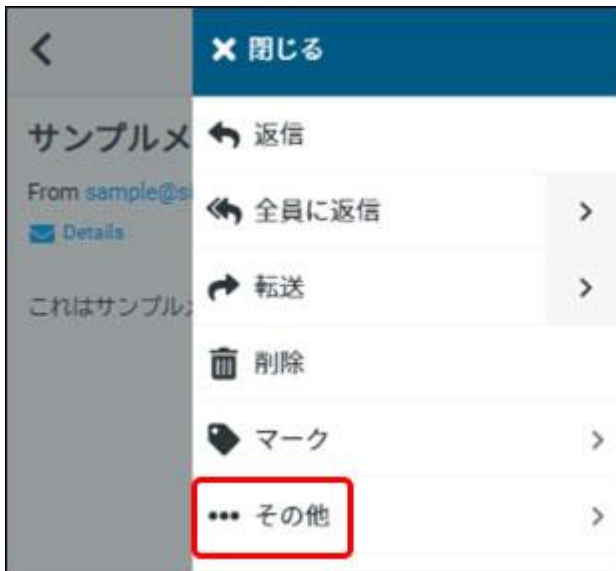 閉じる
サンプルメ
From sample@s
Details
これはサンプル
返信
全員に返信
転送
削除
マーク
その他